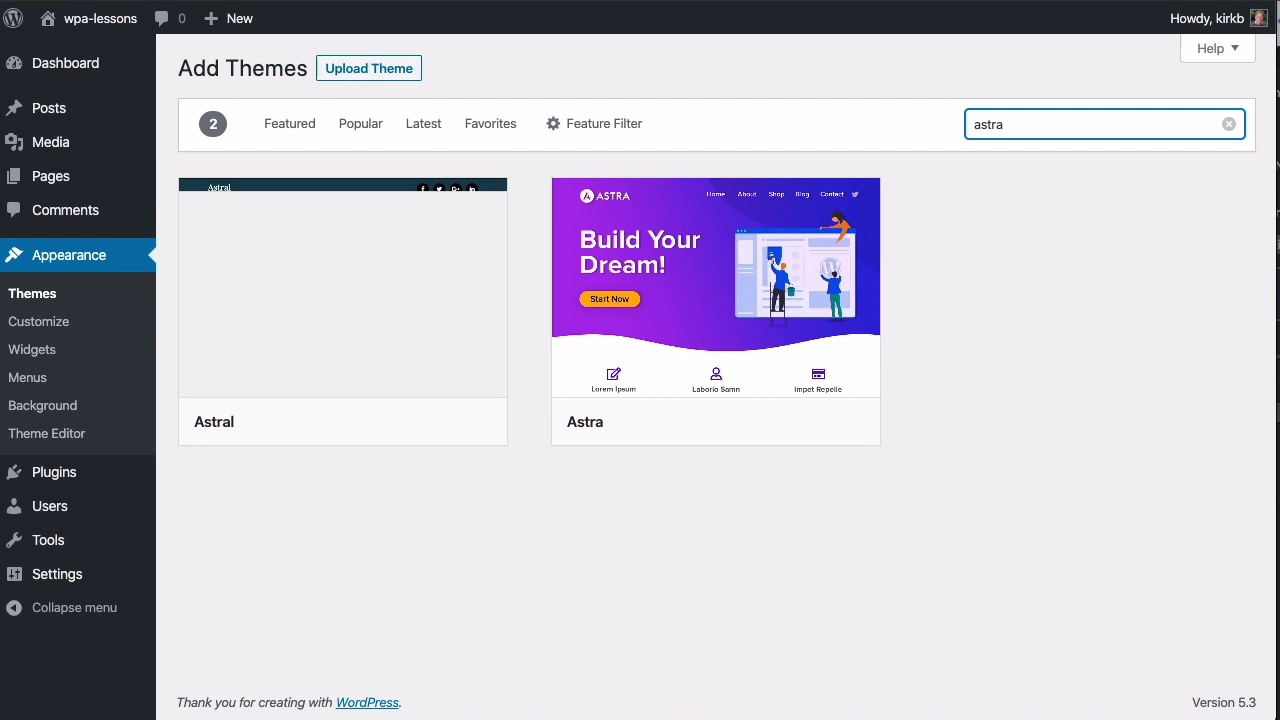 wpa-lessons
0
New
Howdy, kirkb
Dashboard
Posts
Media
Pages
Comments
Appearance
Themes
Customize
Widgets
Menus
Background
Theme Editor
Plugins
Users
Tools
Settings
Collapse menu
Help
Add Themes
Upload Theme
2
Featured
Popular
Latest
Favorites
Feature Filter
astra
Astral
Astral
ASTRA
Home
About
Shop
Blog
Contact
Build Your
Dream!
Start Now
Lorem Ipsum
Laborio Samn
Impet Repelle
Astra
Thank you for creating with WordPress.
Version 5.3